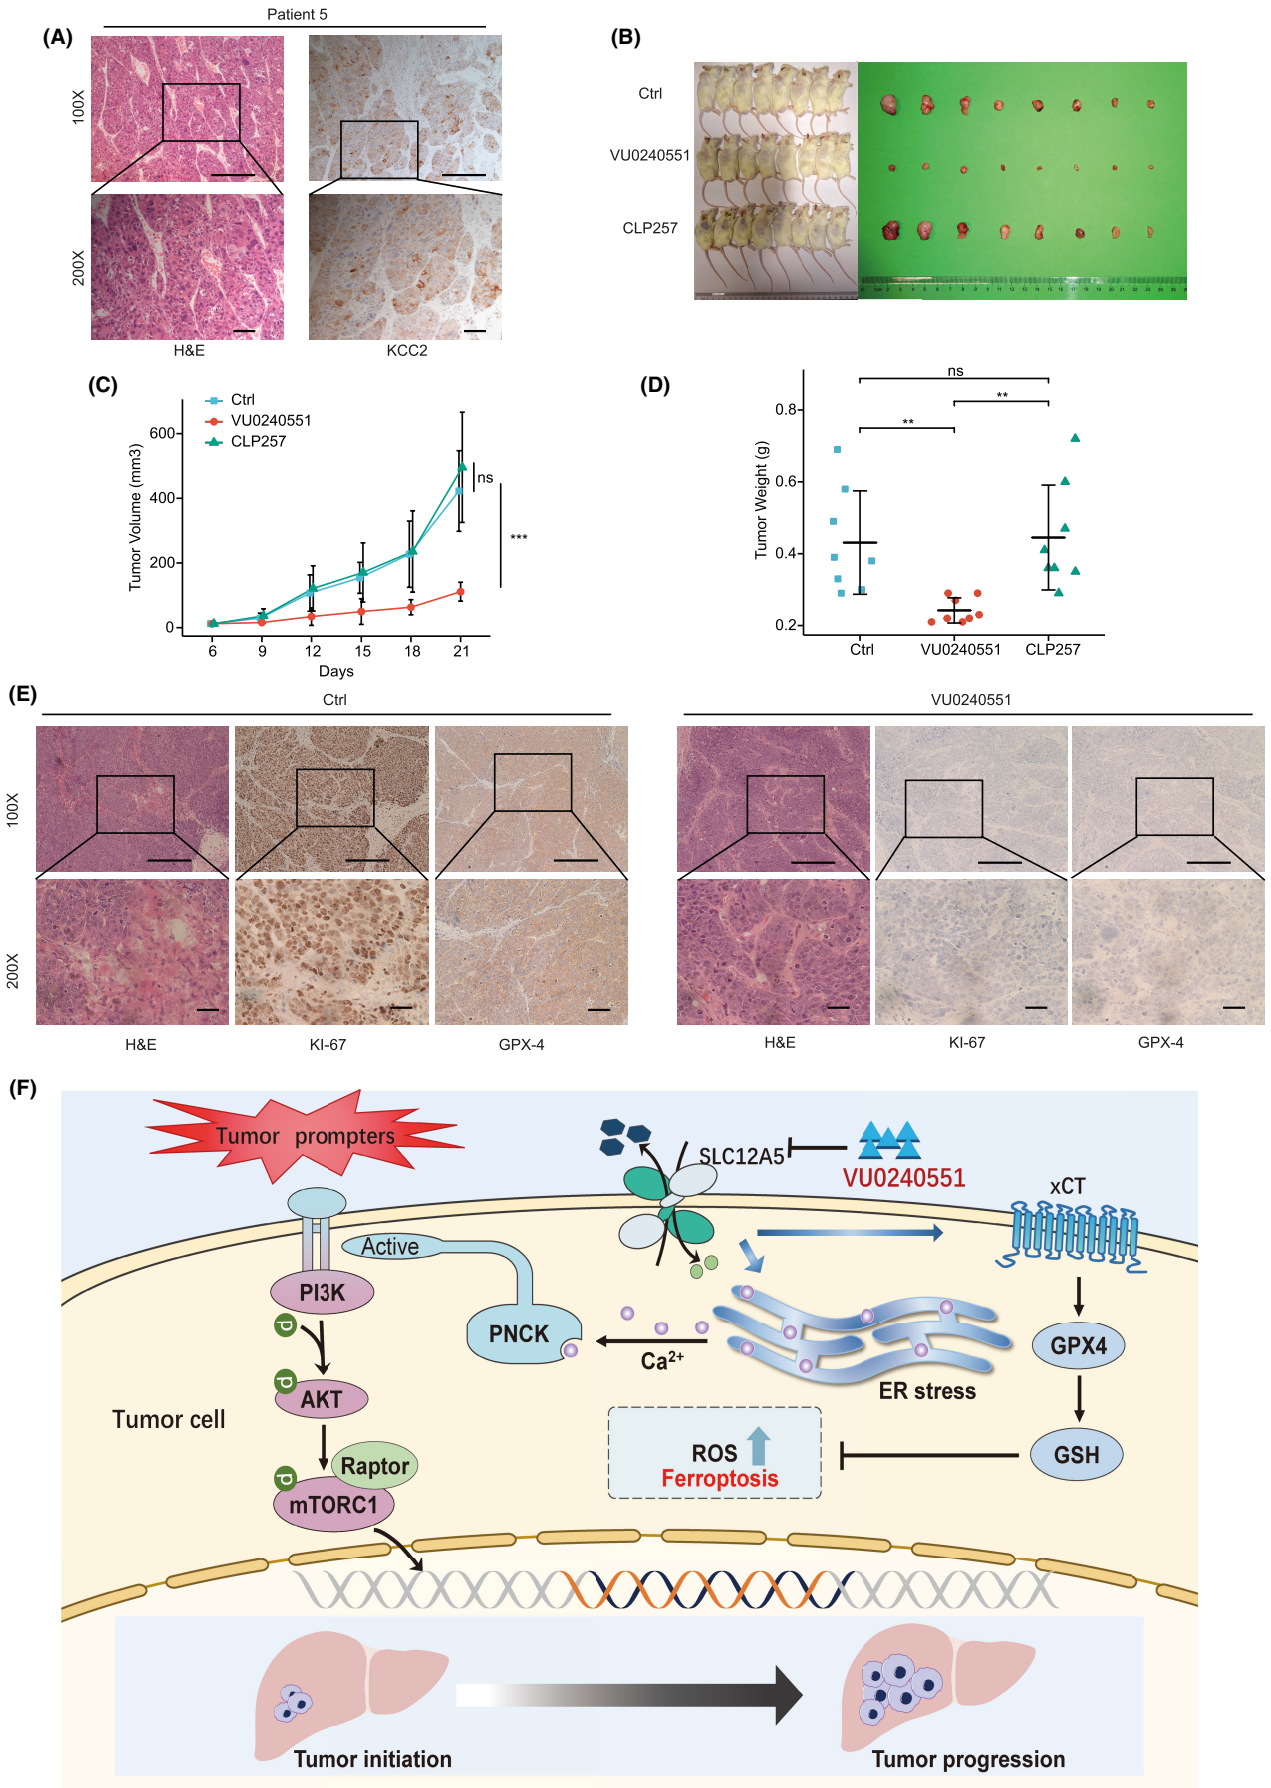 Patient 5
(A)
100X
200X
H&E
KCC2
(B)
Ctrl
VU0240551
CLP257
(C)
Ctrl
VU0240551
CLP257
Tumor Volume (mm3)
600
400
200
0
6 9 12 15 18 21
Days
ns
***
(D)
Tumor Weight (g)
0.8
0.6
0.4
0.2
ns
**
**
Ctrl VU0240551 CLP257
(E)
Ctrl
VU0240551
100X
200X
H&E KI-67 GPX-4
H&E KI-67 GPX-4
(F)
Tumor prompters
SLC12A5
VU0240551
xCT
Active
PI3K
p
PNCK
Ca2+
GPX4
ER stress
p
AKT
Tumor cell
ROS
Ferroptosis
GSH
Raptor
p
mTORC1
Tumor initiation
Tumor progression